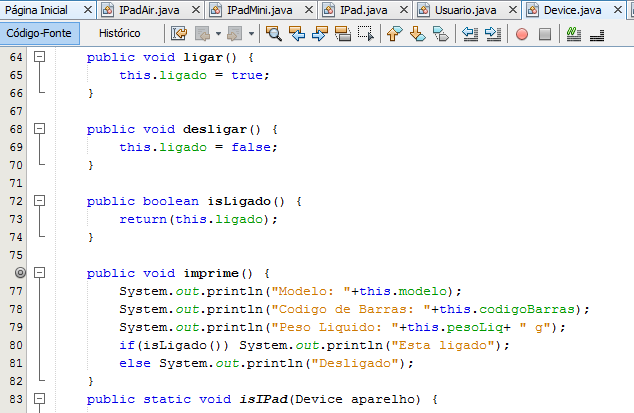 Página Inicial IPadAir.java IPadMini.java IPad.java Usuario.java Device.java
Código-Fonte Histórico
64 public void ligar() {
65 this.ligado = true;
66 }
67
68 public void desligar() {
69 this.ligado = false;
70 }
71
72 public boolean isLigado() {
73 return(this.ligado);
74 }
75
public void imprime() {
77 System.out.println("Modelo: "+this.modelo);
78 System.out.println("Codigo de Barras: "+this.codigoBarras);
79 System.out.println("Peso Liquido: "+this.pesoLiq+ " g");
80 if(isLigado()) System.out.println("Esta ligado");
81 else System.out.println("Desligado");
82 }
83 public static void isIPad(Device aparelho) {